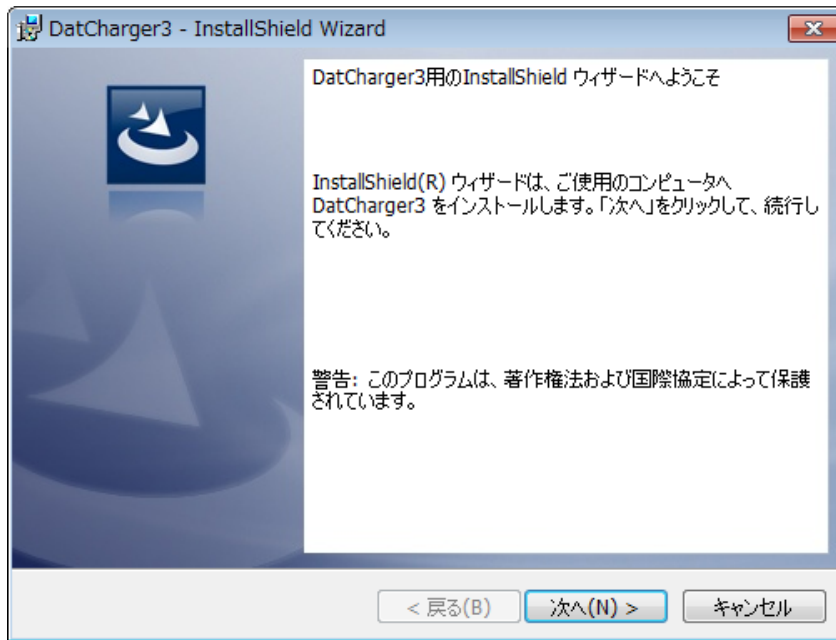 DatCharger3 - InstallShield Wizard
DatCharger3用のInstallShield ウィザードへようこそ
InstallShield(R) ウィザードは、ご使用のコンピュータへ
DatCharger3 をインストールします。「次へ」をクリックして、続行し
てください。
警告: このプログラムは、著作権法および国際協定によって保護
されています。
< 戻る(B)
次へ(N) >
キャンセル